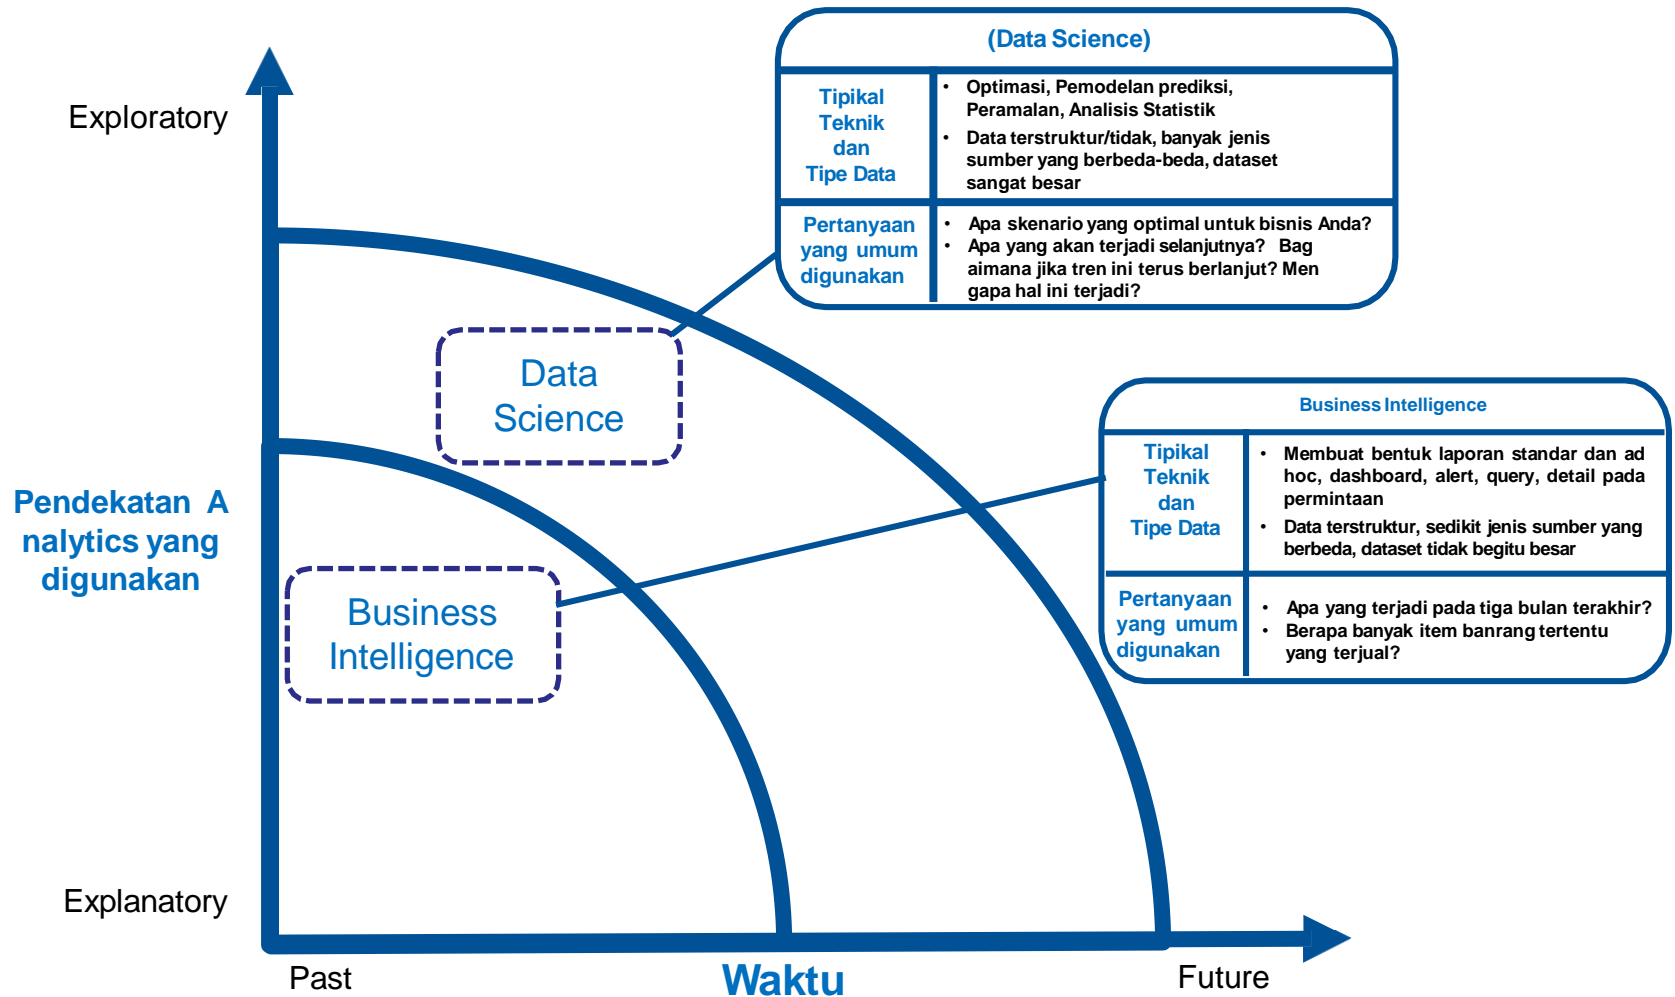 (Data Science)
Tipikal
Teknik
dan
Tipe Data
• Optimasi, Pemodelan prediksi,
Peramalan, Analisis Statistik
• Data terstruktur/tidak, banyak jenis
sumber yang berbeda-beda, dataset
sangat besar
Pertanyaan
yang umum
digunakan
• Apa skenario yang optimal untuk bisnis Anda?
• Apa yang akan terjadi selanjutnya? Bag
aimana jika tren ini terus berlanjut? Men
gapa hal ini terjadi?
Exploratory
Data
Science
Business Intelligence
Tipikal
Teknik
dan
Tipe Data
• Membuat bentuk laporan standar dan ad
hoc, dashboard, alert, query, detail pada
permintaan
• Data terstruktur, sedikit jenis sumber yang
berbeda, dataset tidak begitu besar
Pertanyaan
yang umum
digunakan
• Apa yang terjadi pada tiga bulan terakhir?
• Berapa banyak item banrang tertentu
yang terjual?
Pendekatan A
nalytics yang
digunakan
Business
Intelligence
Explanatory
Past
Waktu
Future